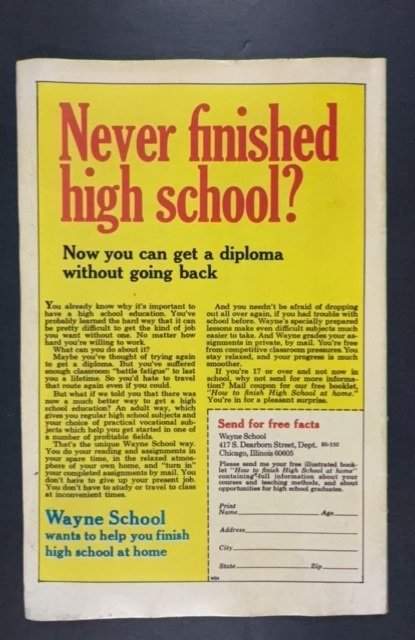 Never finished
high school?
Now you can get a diploma
without going back
You already know why it's important to
have a high school education. You've
probably learned the hard way that it can
be pretty difficult to get the kind of job
you want without one. No matter how
hard you're willing to work.
What can you do about it?
Maybe you've thought of trying again
to get a diploma. But you've suffered
enough classroom "battle fatigue" to last
you a lifetime. So you'd hate to travel
that route again even if you could.
But what if we told you that there was
now a much better way to get a high
school education? An adult way, which
gives you regular high school subjects and
your choice of practical vocational sub-
jects which help you get started in one of
a number of profitable fields.
That's the unique Wayne School way.
You do your reading and assignments in
your spare time, in the relaxed atmos-
phere of your own home, and "turn in"
your completed assignments by mail. You
don't have to give up your present job.
You don't have to study or travel to class
at inconvenient times.
Wayne School
wants to help you finish
high school at home
And you needn't be afraid of dropping
out all over again, if you had trouble with
school before. Wayne's specially prepared
lessons make even difficult subjects much
easier to take. And Wayne grades your as-
signments in private, by mail. You're free
from competitive classroom pressures. You
stay relaxed, and your progress is much
smoother.
If you're 17 or over and not now in
school, why not send for more informa-
tion? Mail coupon for our free booklet,
"How to finish High School at home."
You're in for a pleasant surprise.
Send for free facts
Wayne School
417 S. Dearborn Street, Dept.
Chicago, Illinois 60605
Please send me your free illustrated book-
let "How to Finish High School at home"
containing full information about your
courses and teaching methods, and about
opportunities for high school graduates.
Print
Name Age
Address
City
State Zip